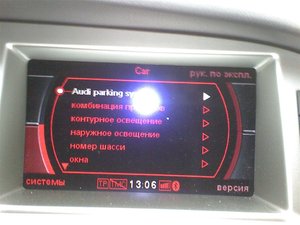 Car
рук. по экспл.
Audi parking
комбинация
контурное освещение
наружное освещение
номер шасси
окна
системы
TP
13:06
версия